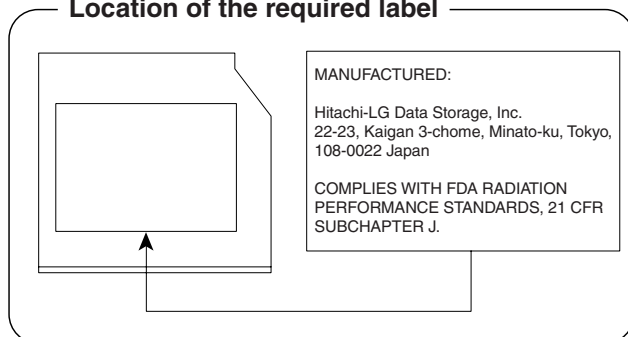 Location of the required label
MANUFACTURED:
Hitachi-LG Data Storage, Inc.
22-23, Kaigan 3-chome, Minato-ku, Tokyo,
108-0022 Japan
COMPLIES WITH FDA RADIATION
PERFORMANCE STANDARDS, 21 CFR
SUBCHAPTER J.